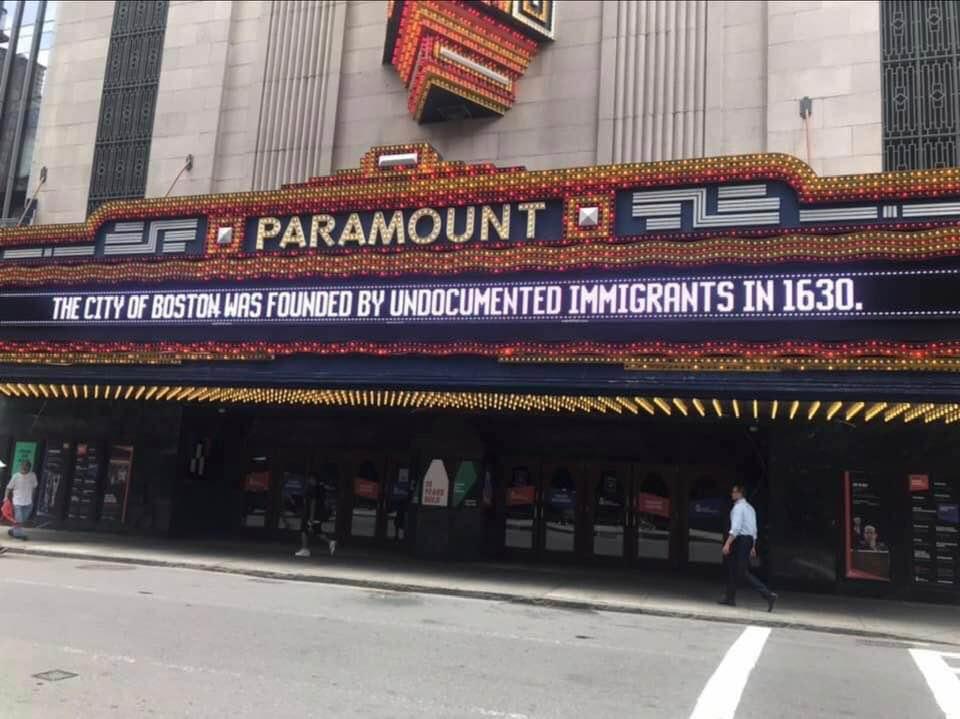 PARAMOUNT
THE CITY OF BOSTON WAS FOUNDED BY UNDOCUMENTED IMMIGRANTS IN 1630.